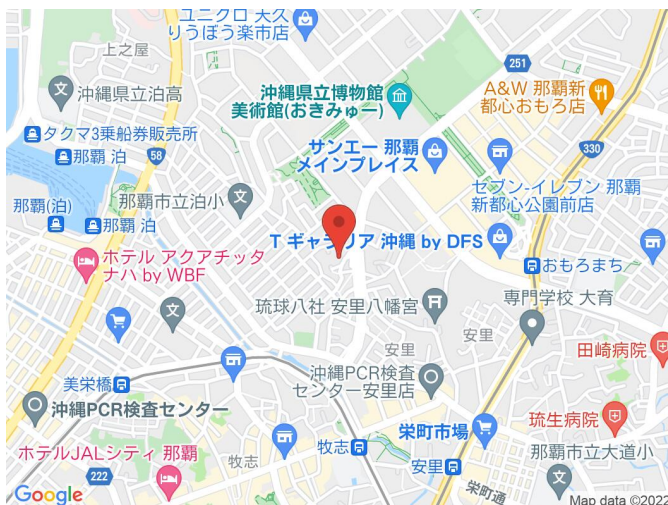 ユニクロ 大久
りうぼう楽市店
上之屋
沖縄県立泊高
沖縄県立博物館
美術館(おきみゅー)
251
A&W 那覇新
都心おもろ店
タクマ3乗船券販売所
那覇 泊
58
サンエー 那覇
メインプレイス
330
那覇市立泊小
セブン-イレブン 那覇
新都心公園前店
那覇(泊)
那覇 泊
T ギャラリア 沖縄 by DFS
ホテル アクアチッタ
ナハ by WBF
おもろまち
琉球八社 安里八幡宮
専門学校 大育
安里
安里
田崎病院
美栄橋
沖縄PCR検査
センター安里店
沖縄PCR検査センター
栄町市場
琉生病院
ホテルJALシティ 那覇
牧志
牧志
安里
那覇市立大道小
222
栄町通
Google
Map data ©2022